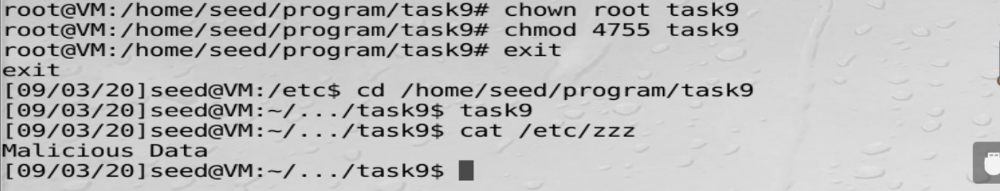 root@VM:/home/seed/program/task9# chown root task9
root@VM:/home/seed/program/task9# chmod 4755 task9
root@VM:/home/seed/program/task9# exit
exit
[09/03/20]seed@VM:/etc$ cd /home/seed/program/task9
[09/03/20]seed@VM:~/.../task9$ task9
[09/03/20]seed@VM:~/.../task9$ cat /etc/zzz
Malicious Data
[09/03/20]seed@VM:~/.../task9$